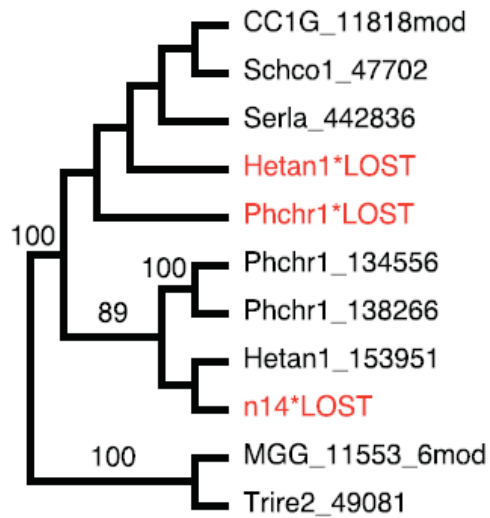 CC1G_11818mod
Schco1_47702
Serla_442836
Hetan1*LOST
Phchr1*LOST
100
100
Phchr1_134556
89
Phchr1_138266
Hetan1_153951
n14*LOST
100
MGG_11553_6mod
Trire2_49081